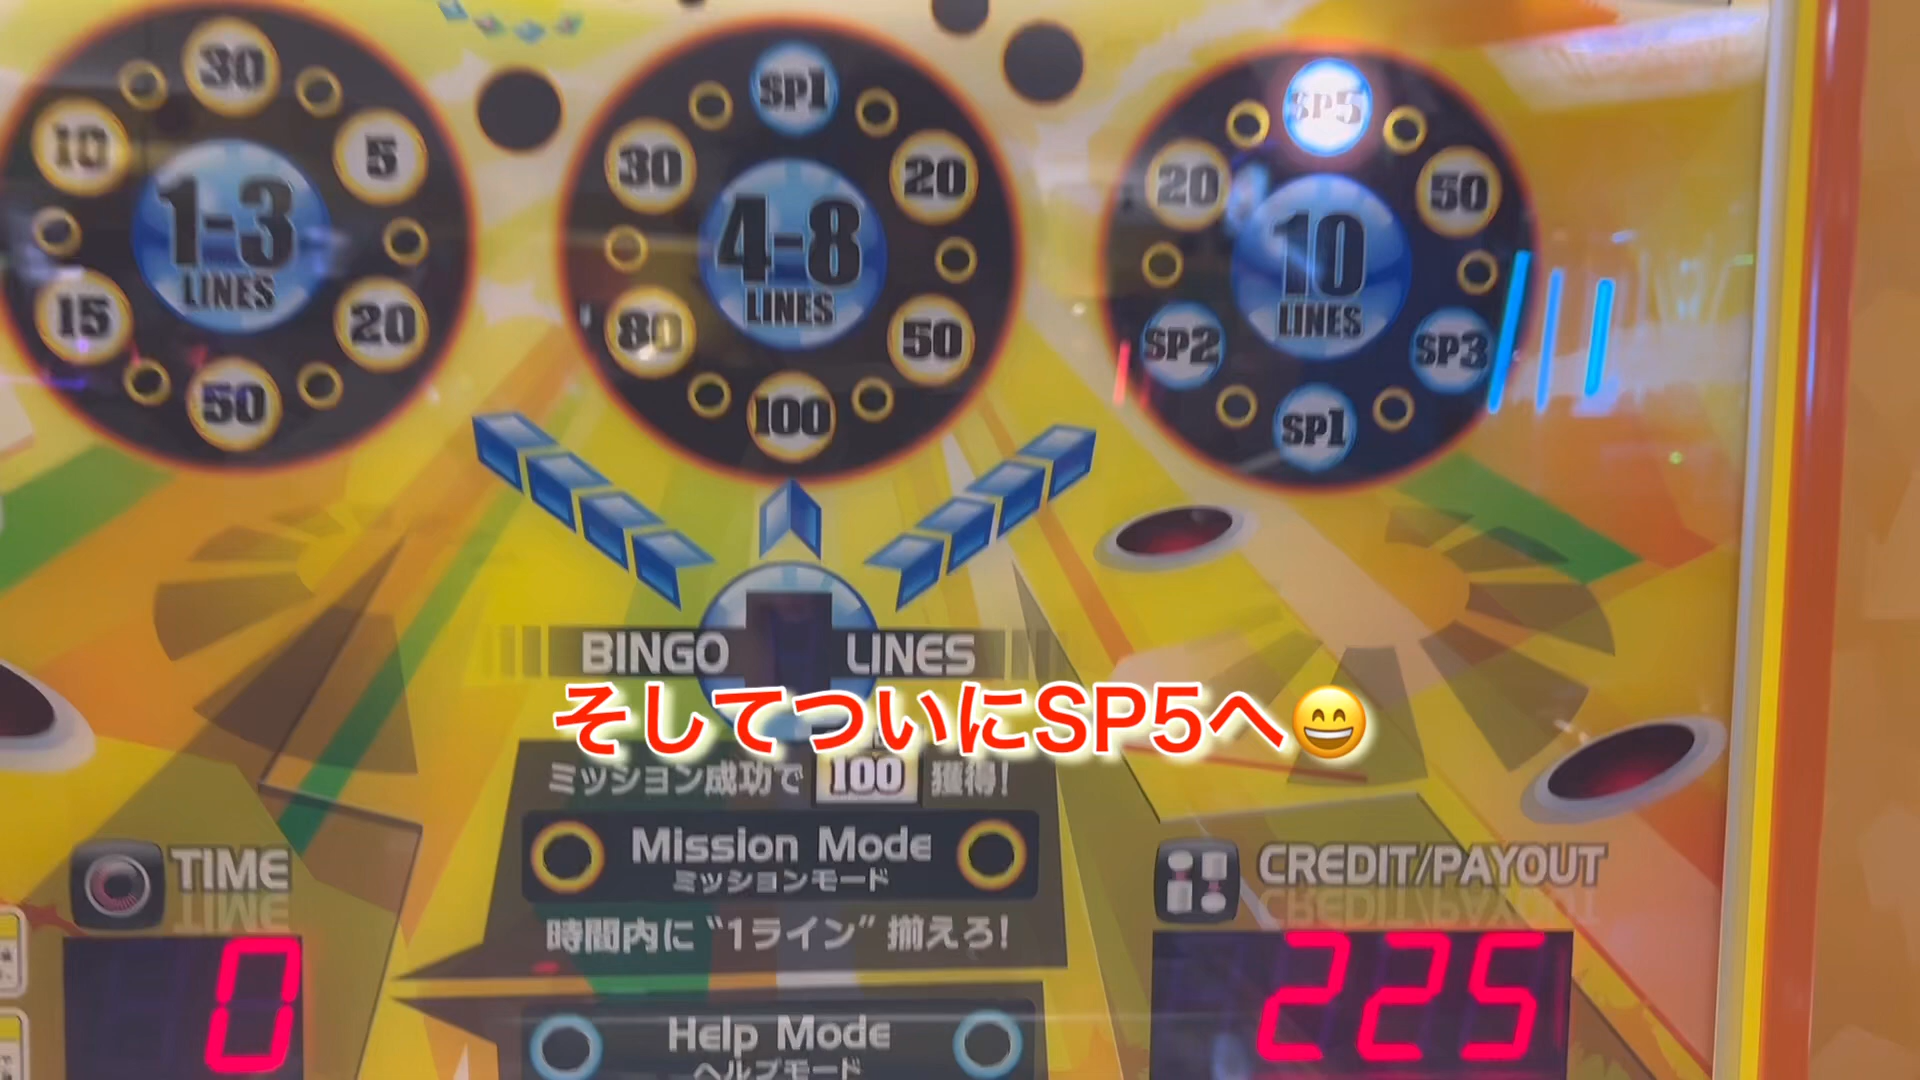 30
10
5
1-3
LINES
15
20
50
SP1
30
20
4-8
LINES
80
50
100
SP5
20
50
10
LINES
SP2
SP3
SP1
BINGO LINES
そしてついにSP5へ😄
ミッション成功で 100 獲得!
Mission Mode
ミッションモード
時間内に“1ライン”揃えろ!
Help Mode
ヘルプモード
TIME
0
CREDIT/PAYOUT
225